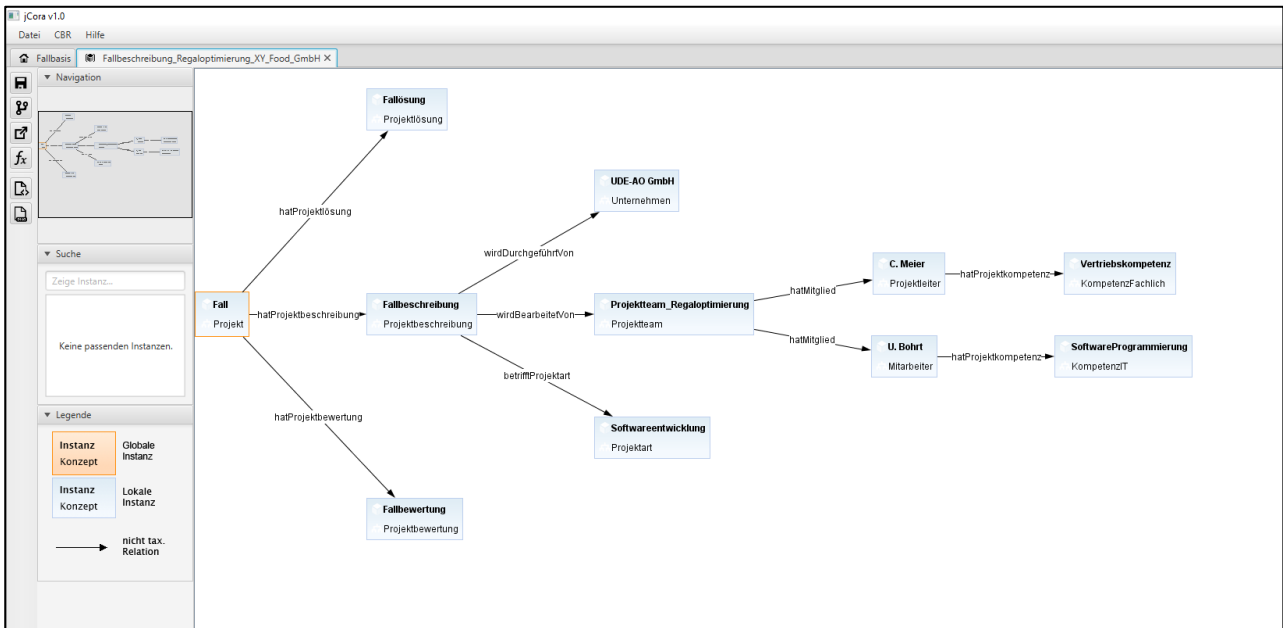 jCora v1.0
Datei CBR Hilfe
Fallbasis Fallbeschreibung_Regaloptimierung_XY_Food_GmbH X
Navigation
Suche
Zeige Instanz...
Keine passenden Instanzen.
Legende
Instanz
Konzept
Globale
Instanz
Instanz
Konzept
Lokale
Instanz
nicht tax.
Relation
Fall
Projekt
hatProjektlösung
Fallösung
Projektlösung
hatProjektbeschreibung
Fallbeschreibung
Projektbeschreibung
hatProjektbewertung
Fallbewertung
Projektbewertung
wirdDurchgeführtVon
UDE-AO GmbH
Unternehmen
wirdBearbeitetVon
Projektteam_Regaloptimierung
Projektteam
betrifftProjektart
Softwareentwicklung
Projektart
hatMitglied
C. Meier
Projektleiter
hatProjektkompetenz
Vertriebskompetenz
KompetenzFachlich
hatMitglied
U. Bohrt
Mitarbeiter
hatProjektkompetenz
SoftwareProgrammierung
KompetenzIT